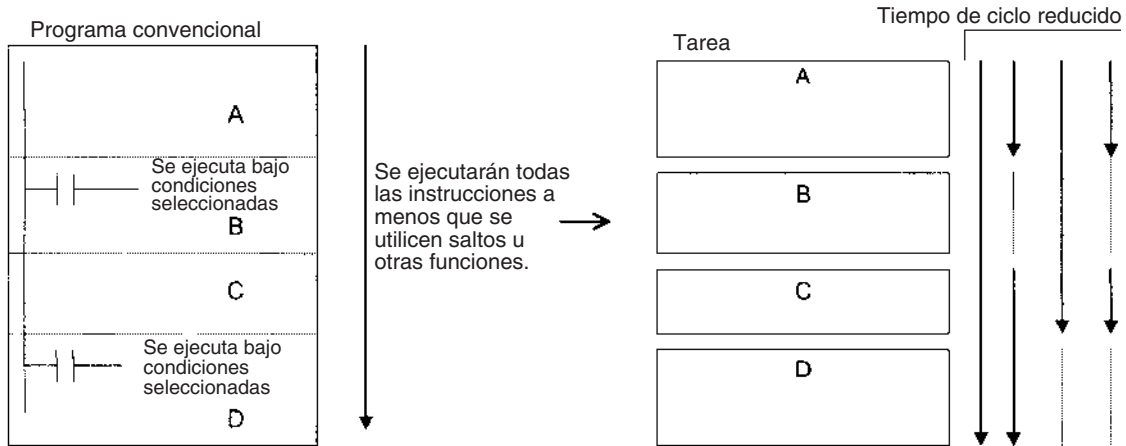 Programa convencional
A
Se ejecuta bajo
condiciones
seleccionadas
B
C
Se ejecuta bajo
condiciones
seleccionadas
D
Se ejecutarán todas
las instrucciones a
menos que se
utilicen saltos u
otras funciones.
Tiempo de ciclo reducido
Tarea
A
B
C
D